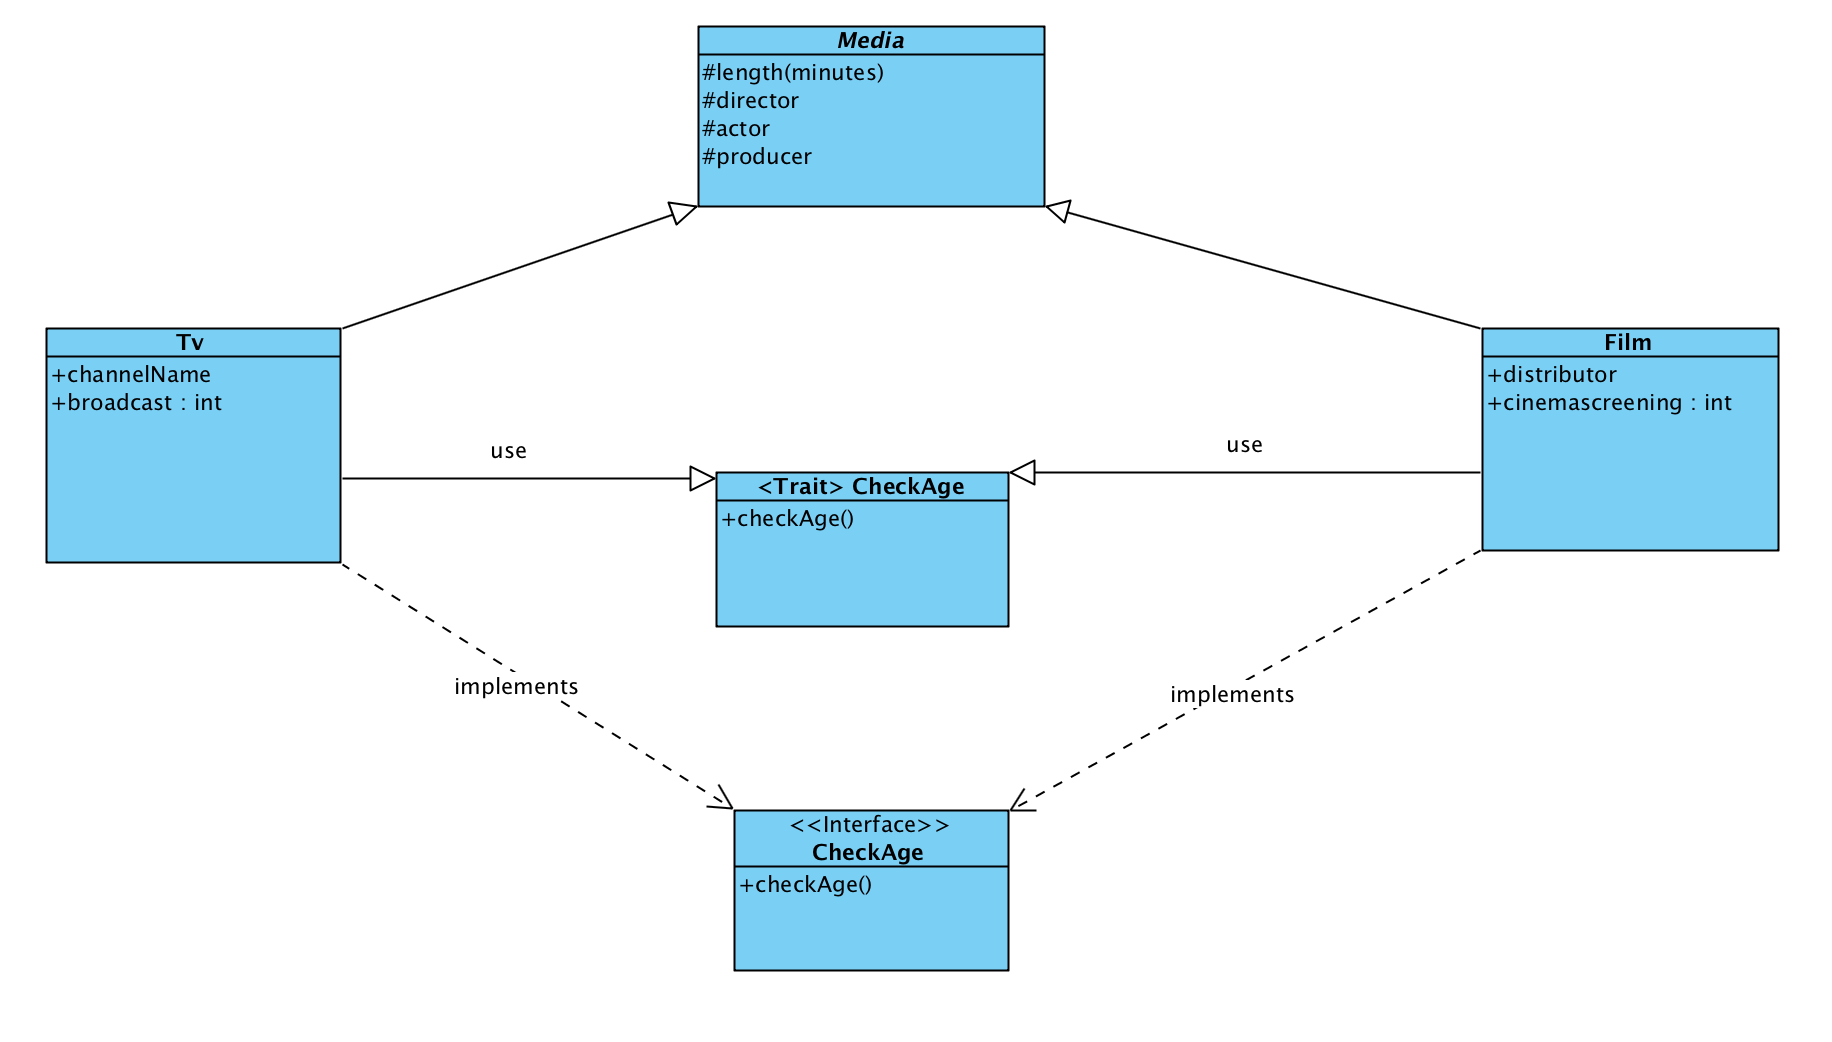 Media
#length(minutes)
#director
#actor
#producer
Tv
+channelName
+broadcast : int
Film
+distributor
+cinemascreening : int
use
use
<Trait> CheckAge
+checkAge()
implements
implements
<<Interface>>
CheckAge
+checkAge()